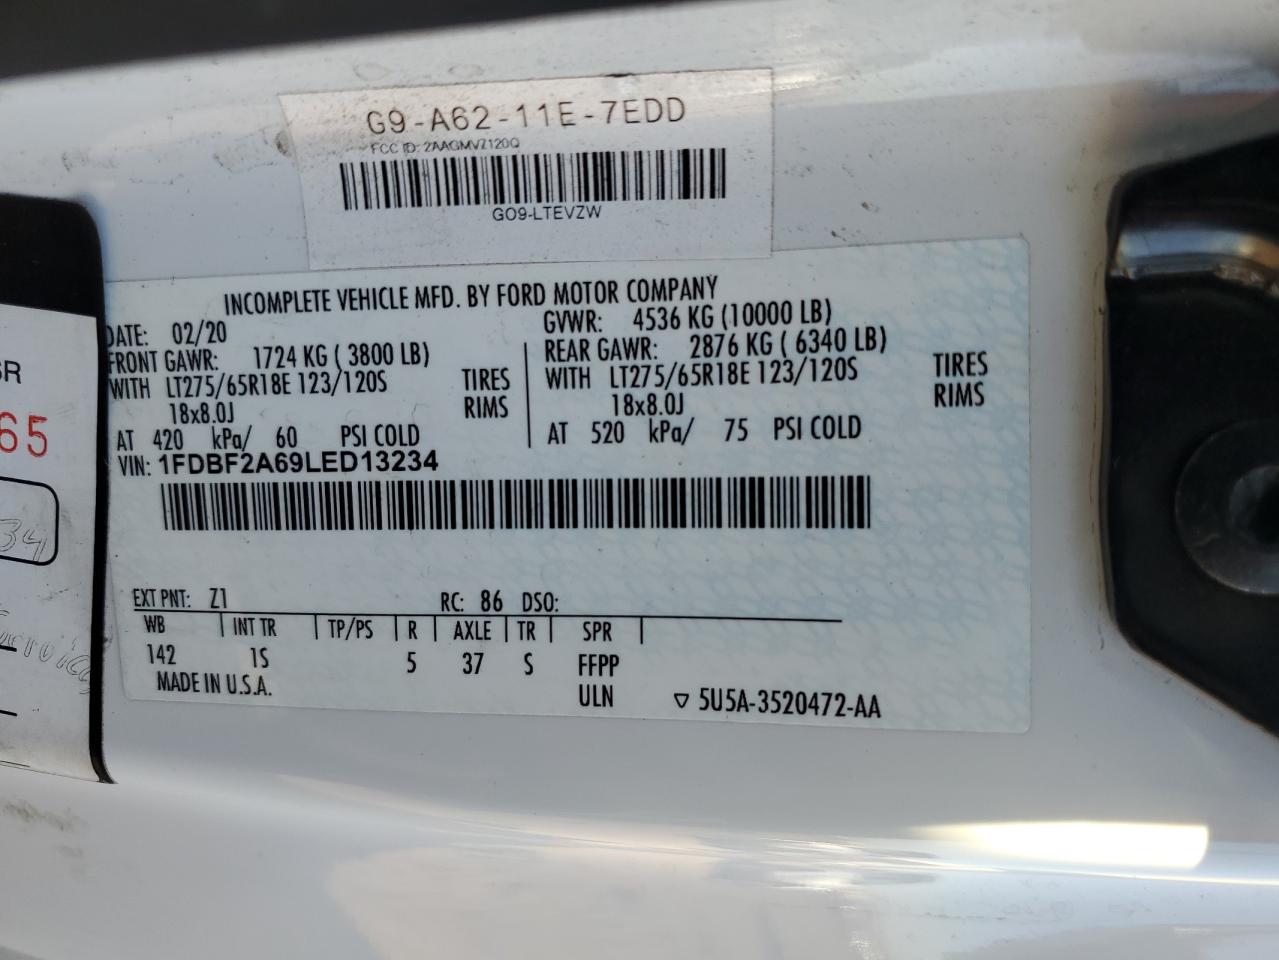 G9-A62-11E-7EDD
FCC ID: 2AAGMVZ120Q
GO9-LTEVZW
INCOMPLETE VEHICLE MFD. BY FORD MOTOR COMPANY
DATE: 02/20 GVWR: 4536 KG (10000 LB)
FRONT GAWR: 1724 KG ( 3800 LB) REAR GAWR: 2876 KG ( 6340 LB)
WITH LT275/65R18E 123/120S TIRES WITH LT275/65R18E 123/120S TIRES
18x8.0J RIMS 18x8.0J RIMS
AT 420 kPa/ 60 PSI COLD AT 520 kPa/ 75 PSI COLD
VIN: 1FDBF2A69LED13234
EXT PNT: Z1 RC: 86 DSO:
WB INT TR TP/PS R AXLE TR SPR
142 1S 5 37 S FFPP
MADE IN U.S.A. ULN 5U5A-3520472-AA
65
34